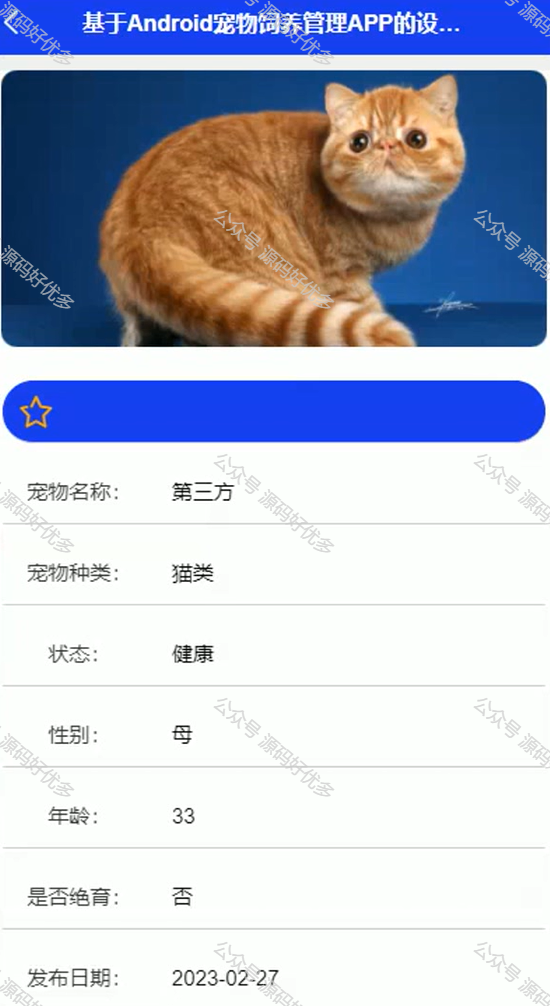 基于Android宠物饲养管理APP的设...
公众号 源码好优多
宠物名称： 第三方
宠物种类： 猫类
状态： 健康
性别： 母
年龄： 33
是否绝育： 否
发布日期： 2023-02-27